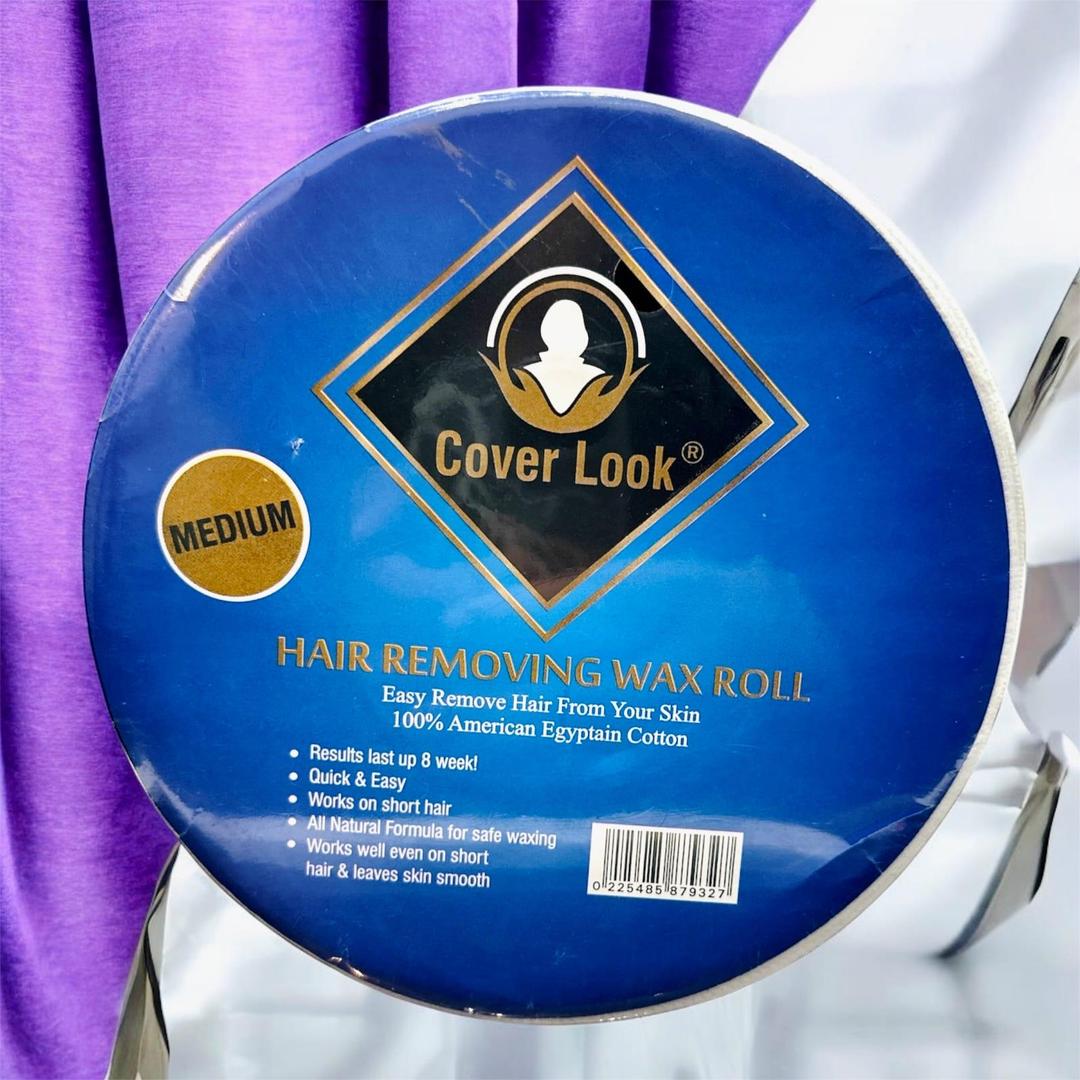 Cover Look®
MEDIUM
HAIR REMOVING WAX ROLL
Easy Remove Hair From Your Skin
100% American Egyptain Cotton
• Results last up 8 week!
• Quick & Easy
• Works on short hair
• All Natural Formula for safe waxing
• Works well even on short
hair & leaves skin smooth
0 225485 879327